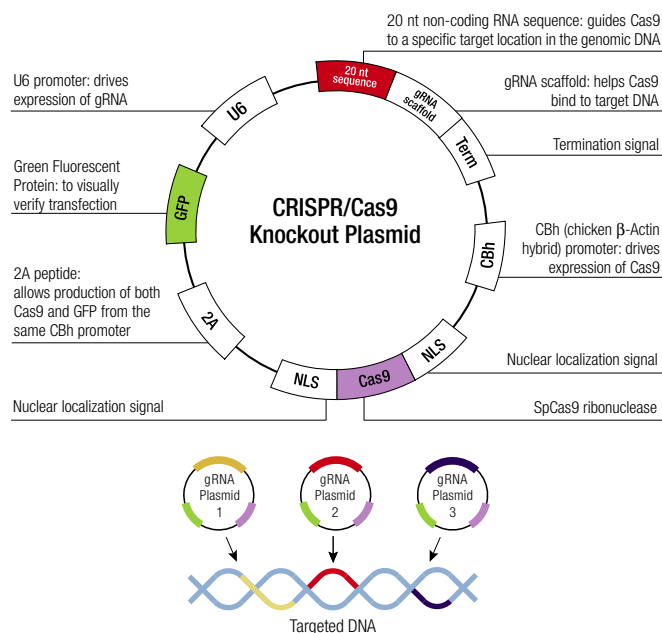 20 nt non-coding RNA sequence: guides Cas9
to a specific target location in the genomic DNA
U6 promoter: drives
expression of gRNA
gRNA scaffold: helps Cas9
bind to target DNA
Termination signal
Green Fluorescent
Protein: to visually
verify transfection
CBh (chicken β-Actin
hybrid) promoter: drives
expression of Cas9
2A peptide:
allows production of both
Cas9 and GFP from the
same CBh promoter
Nuclear localization signal
Nuclear localization signal
SpCas9 ribonuclease
20 nt
sequence
gRNA
scaffold
Term
CBh
NLS
Cas9
NLS
2A
GFP
U6
CRISPR/Cas9
Knockout Plasmid
gRNA
Plasmid
1
gRNA
Plasmid
2
gRNA
Plasmid
3
Targeted DNA